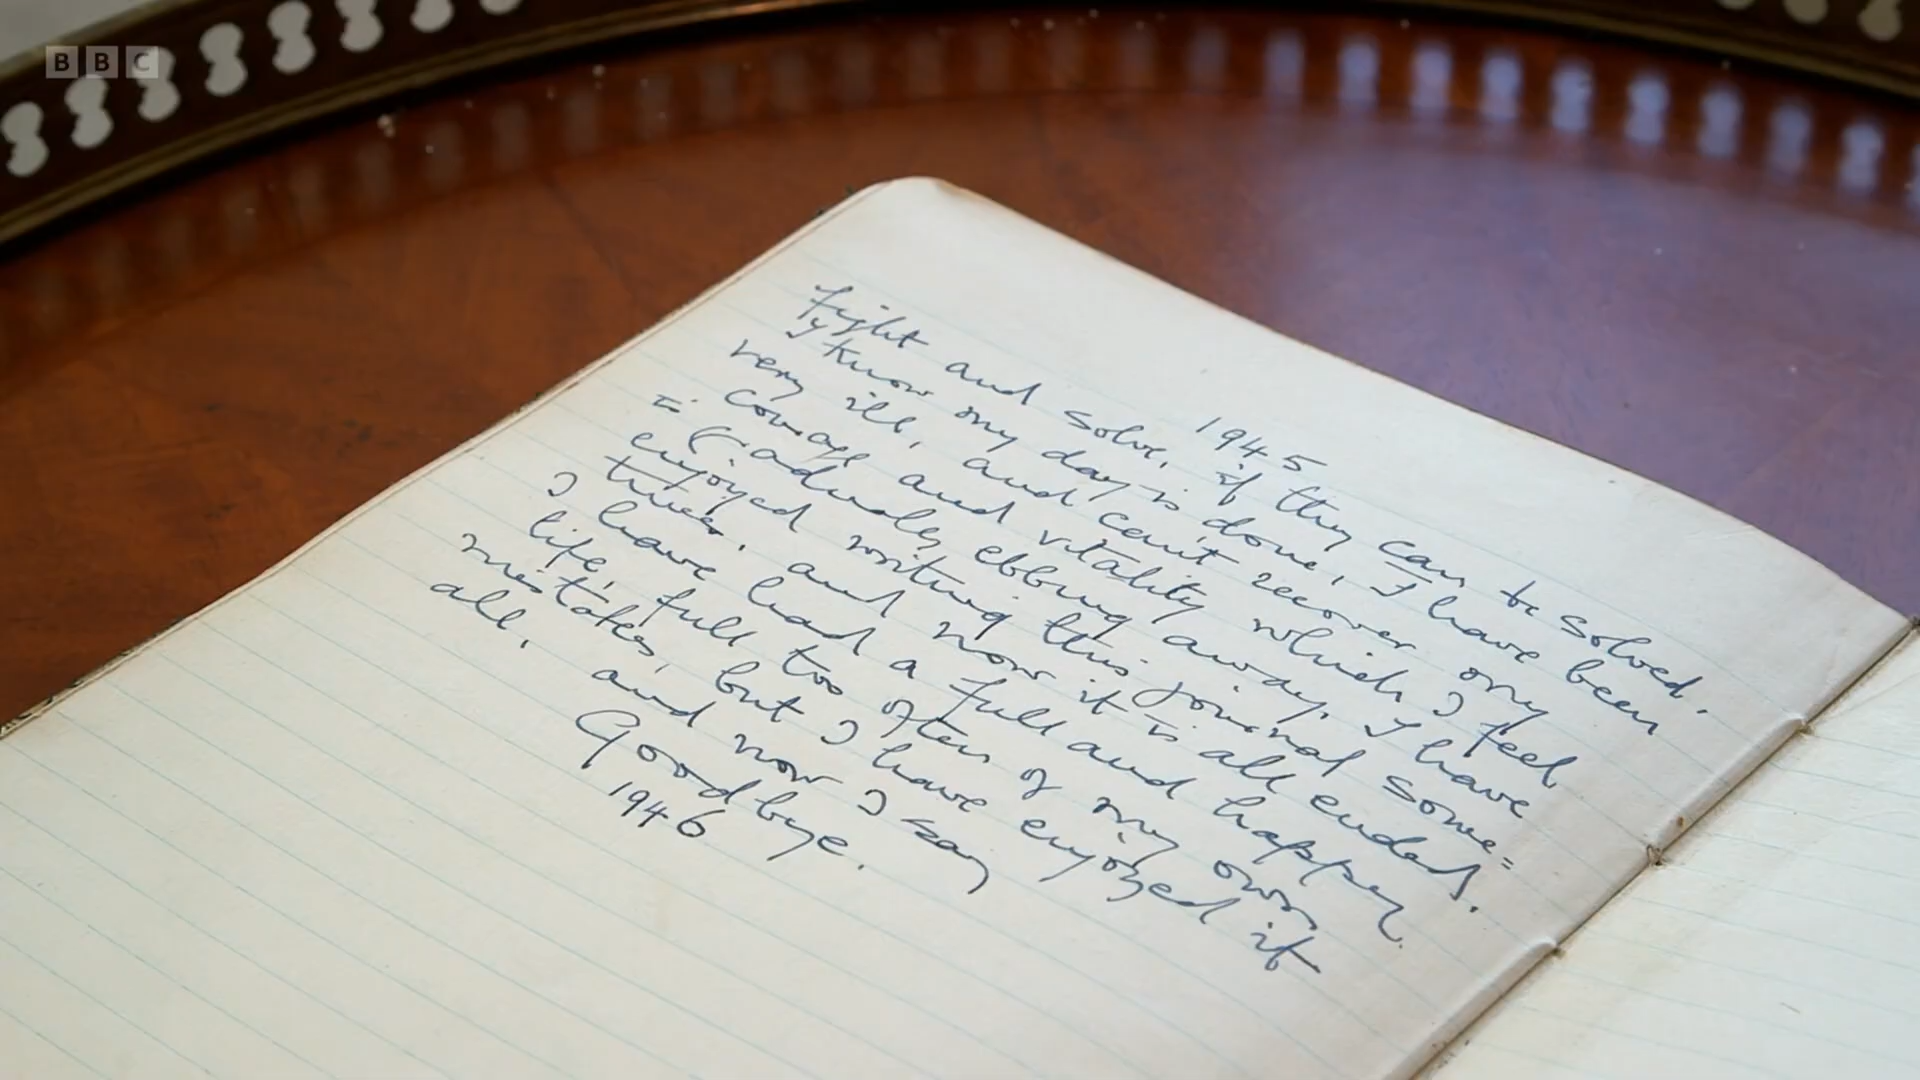 BBC
1945
fight and solve, if they can be solved.
I know my day is done, I have been
very ill, and can't recover my
courage and vitality which I feel
is gradually ebbing away. I have
enjoyed writing this journal some=
times, and now it is all ended.
I have had a full and happy
life, full too often of my own
mistakes, but I have enjoyed it
all, and now I say
Goodbye.
1946